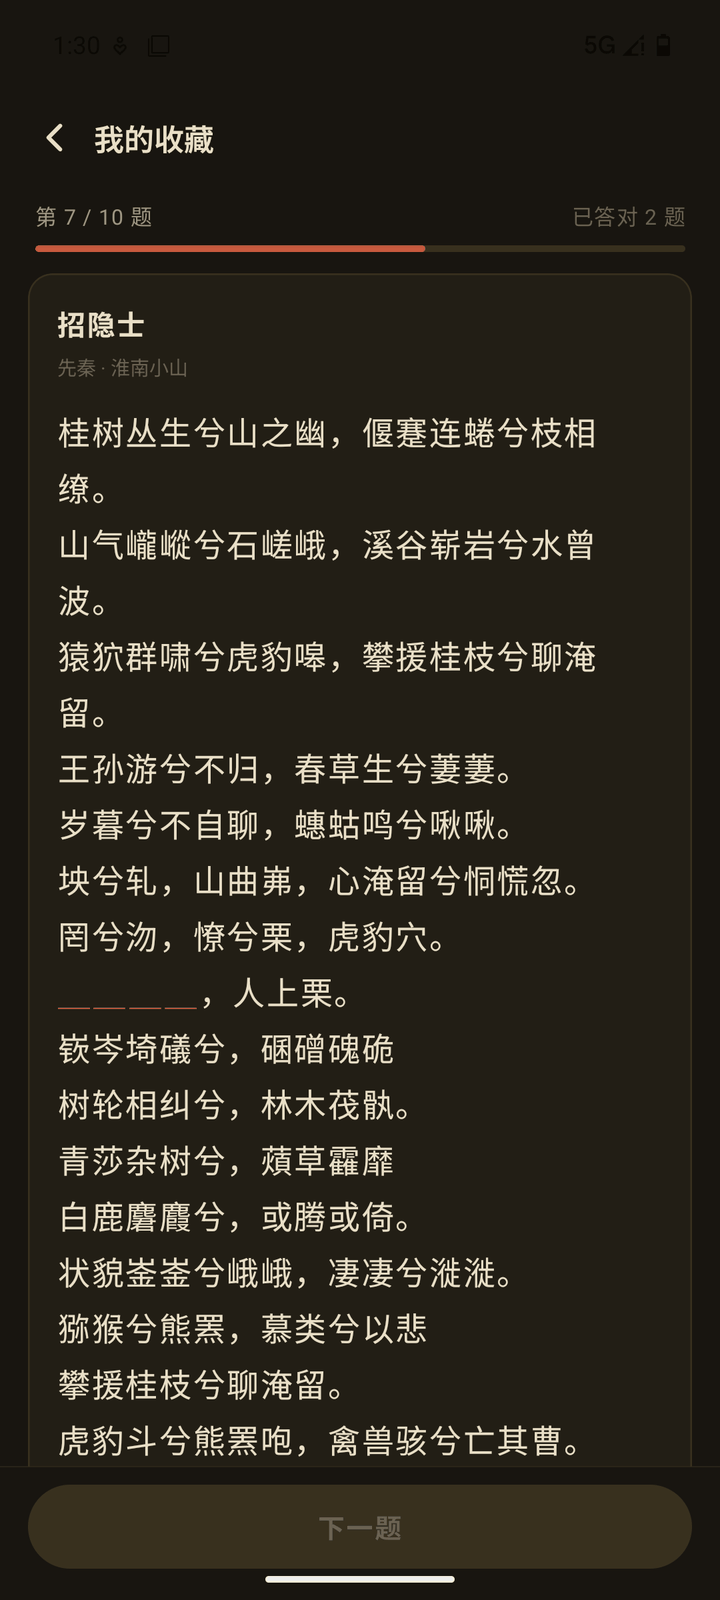 1:30
5G
我的收藏
第 7 / 10 题
已答对 2 题
招隐士
先秦 · 淮南小山
桂树丛生兮山之幽，偃蹇连蜷兮枝相
缭。
山气巃嵷兮石嵯峨，溪谷崭岩兮水曾
波。
猿狖群啸兮虎豹嗥，攀援桂枝兮聊淹
留。
王孙游兮不归，春草生兮萋萋。
岁暮兮不自聊，蟪蛄鸣兮啾啾。
坱兮轧，山曲岪，心淹留兮恫慌忽。
罔兮沕，憭兮栗，虎豹穴。
＿＿＿＿，人上栗。
嵚岑埼礒兮，硱磳磈硊
树轮相纠兮，林木茷骩。
青莎杂树兮，薠草靃靡
白鹿麏麚兮，或腾或倚。
状貌崟崟兮峨峨，凄凄兮漇漇。
猕猴兮熊罴，慕类兮以悲
攀援桂枝兮聊淹留。
虎豹斗兮熊罴咆，禽兽骇兮亡其曹。
下一题